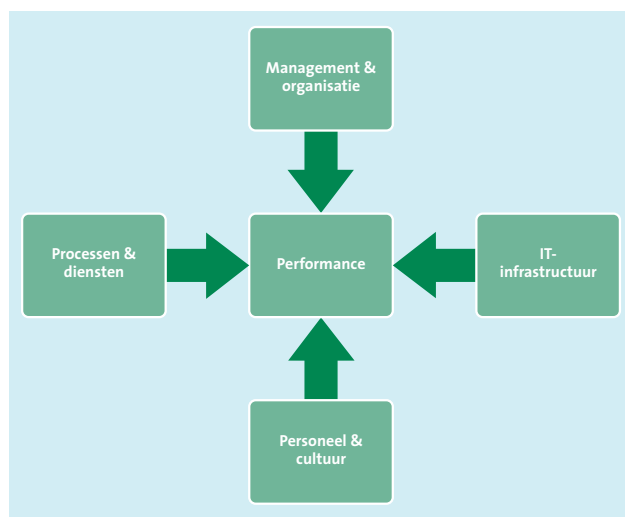 Management &
organisatie
Processen &
diensten
Performance
IT-
infrastructuur
Personeel &
cultuur